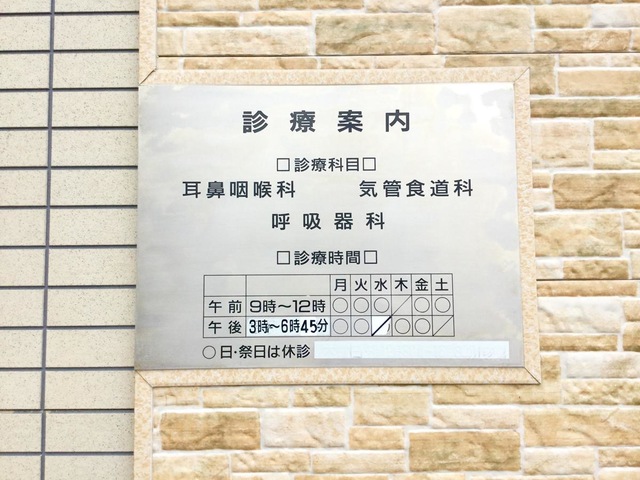 診療案内
□診療科目□
耳鼻咽喉科 気管食道科
呼吸器科
□診療時間□
月 火 水 木 金 土
午前 9時～12時 ○ ○ ○ ／ ○ ○
午後 3時～6時45分 ○ ○ ／ ○ ○ ／
○日・祭日は休診